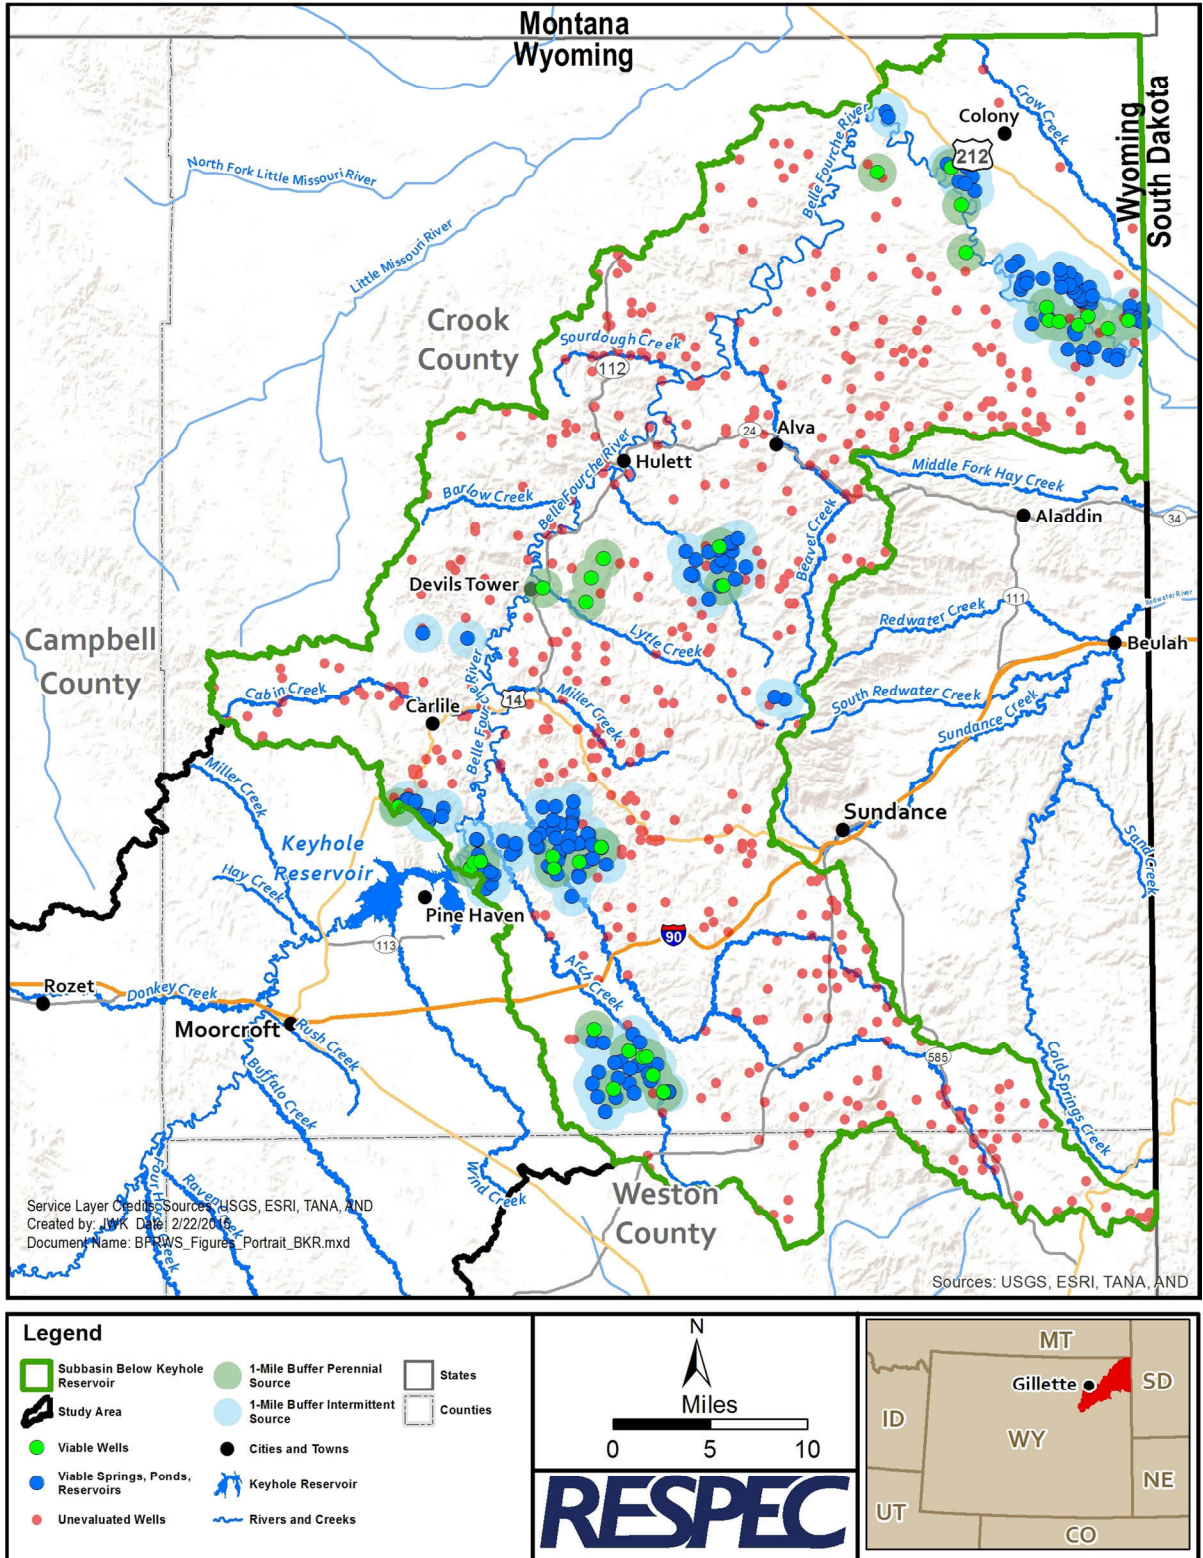 Montana
Wyoming
Crow Creek
Colony
Wyoming
South Dakota
Belle Fourche River
212
North Fork Little Missouri River
Little Missouri River
Crook
County
Sourdough Creek
112
24
Alva
Hulett
Belle Fourche River
Middle Fork Hay Creek
Barlow Creek
Aladdin
34
Beaver Creek
Devils Tower
111
Redwater River
Redwater Creek
Campbell
County
Lytle Creek
Beulah
Cabin Creek
14
Miller Creek
South Redwater Creek
Carlile
Belle Fourche River
Sundance Creek
Miller Creek
Sundance
Keyhole
Reservoir
Sand Creek
Hay Creek
Pine Haven
90
113
Arch Creek
Rozet
Donkey Creek
Moorcroft
Rush Creek
585
Buffalo Creek
Cold Springs Creek
Four Horse Creek
Raven Creek
Wind Creek
Weston
County
Service Layer Credits: Sources: USGS, ESRI, TANA, AND
Created by: JWK Date: 2/22/2016
Document Name: BFRWS_Figures_Portrait_BKR.mxd
Sources: USGS, ESRI, TANA, AND
Legend
Subbasin Below Keyhole
Reservoir
Study Area
Viable Wells
Viable Springs, Ponds,
Reservoirs
Unevaluated Wells
1-Mile Buffer Perennial
Source
1-Mile Buffer Intermittent
Source
Cities and Towns
Keyhole Reservoir
Rivers and Creeks
States
Counties
N
Miles
0 5 10
RESPEC
MT
Gillette
SD
ID
WY
NE
UT
CO